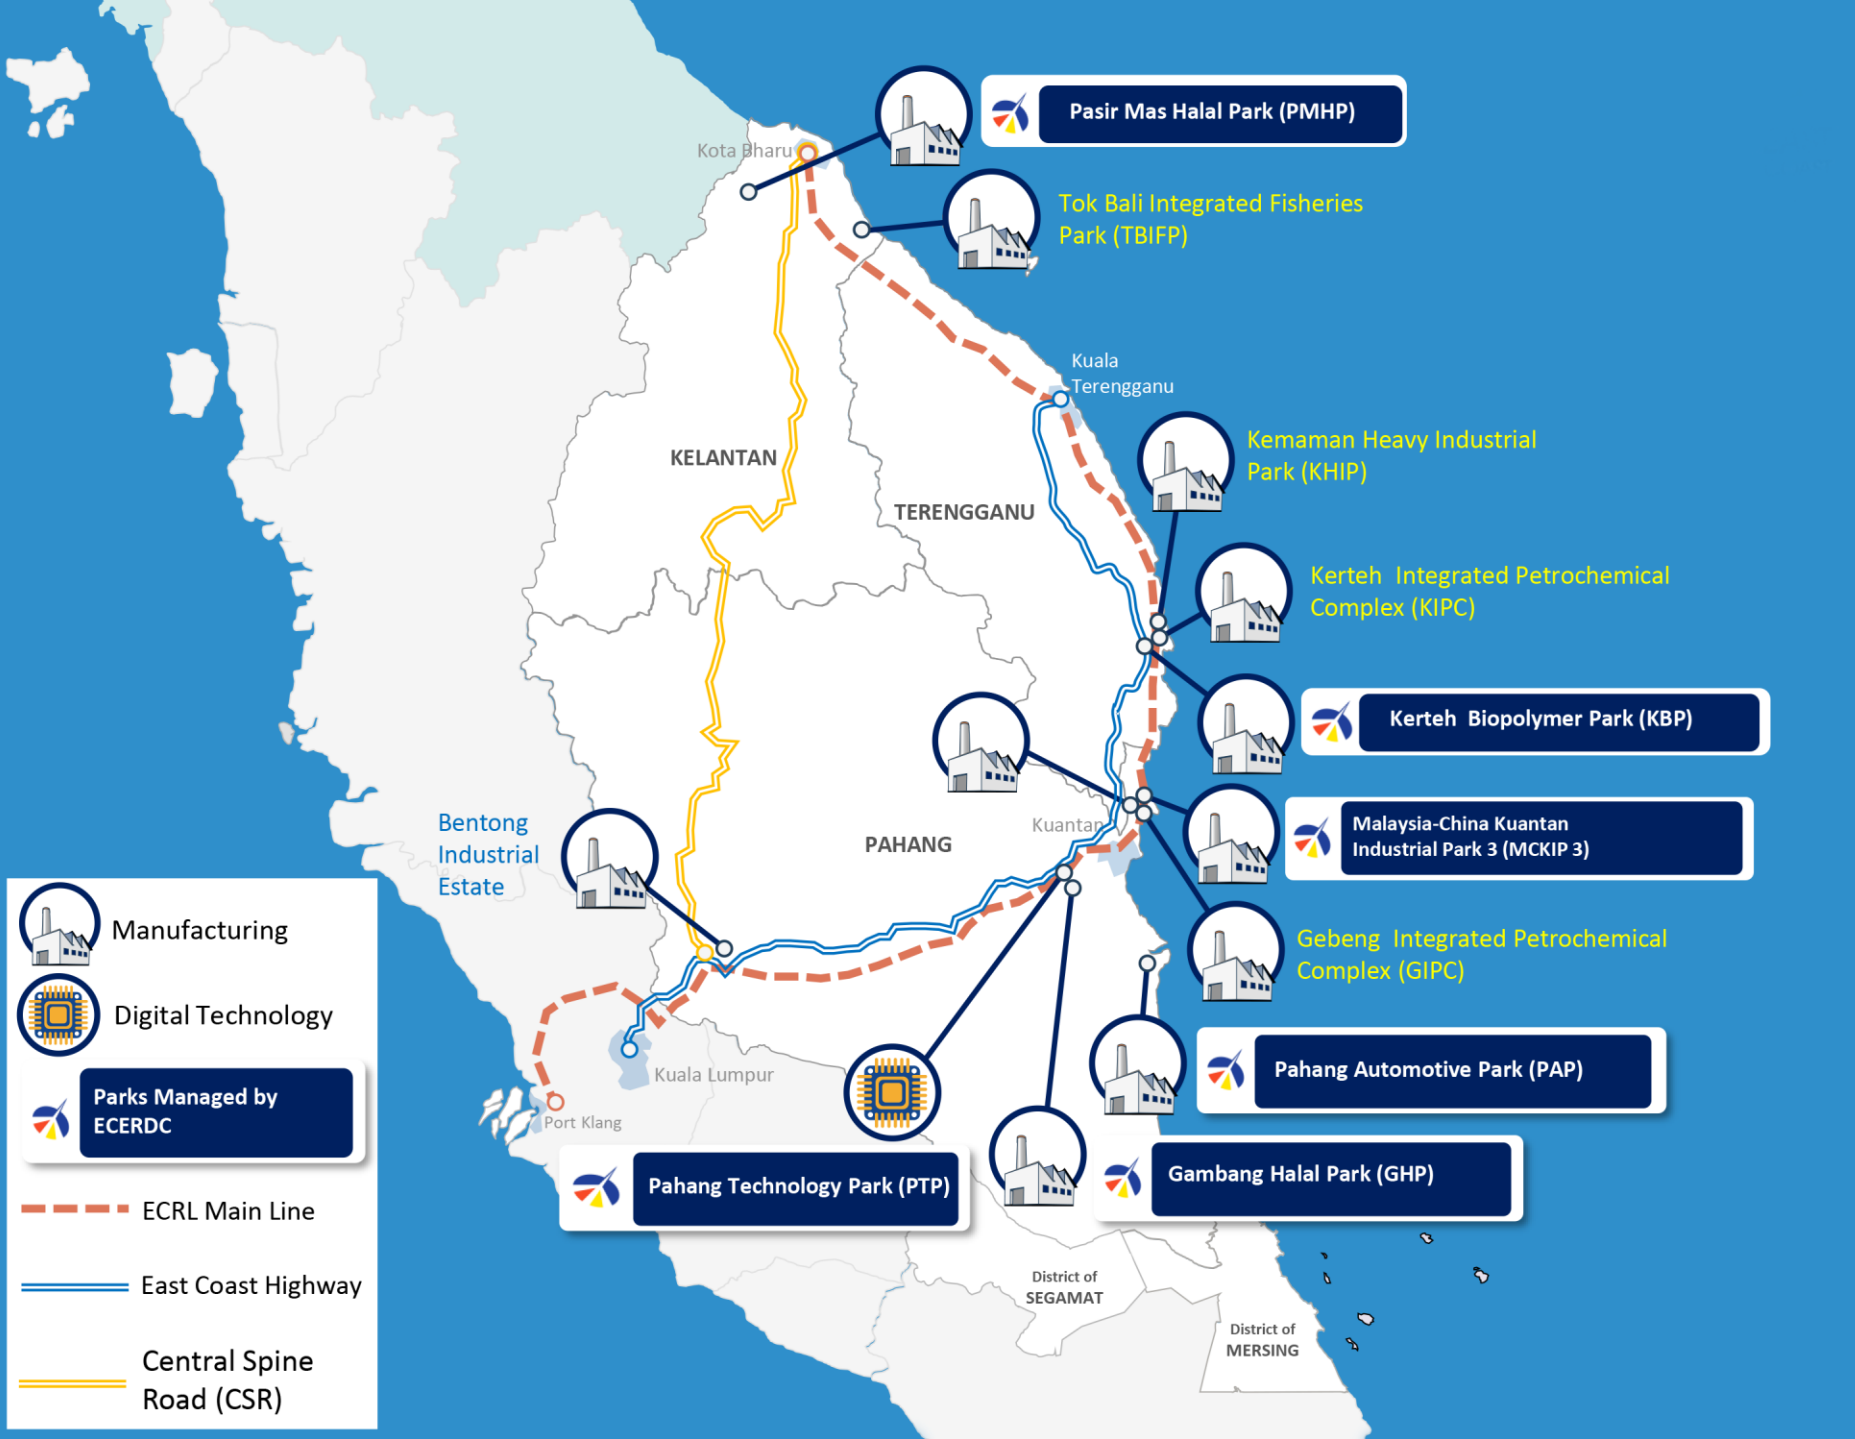 Pasir Mas Halal Park (PMHP)
Kota Bharu
Tok Bali Integrated Fisheries
Park (TBIFP)
Kuala
Terengganu
Kemaman Heavy Industrial
Park (KHIP)
KELANTAN
TERENGGANU
Kerteh  Integrated Petrochemical
Complex (KIPC)
Kerteh  Biopolymer Park (KBP)
Malaysia-China Kuantan
Industrial Park 3 (MCKIP 3)
Kuantan
PAHANG
Bentong
Industrial
Estate
Gebeng  Integrated Petrochemical
Complex (GIPC)
Pahang Automotive Park (PAP)
Kuala Lumpur
Port Klang
Gambang Halal Park (GHP)
Pahang Technology Park (PTP)
District of
SEGAMAT
District of
MERSING
Manufacturing
Digital Technology
Parks Managed by
ECERDC
ECRL Main Line
East Coast Highway
Central Spine
Road (CSR)